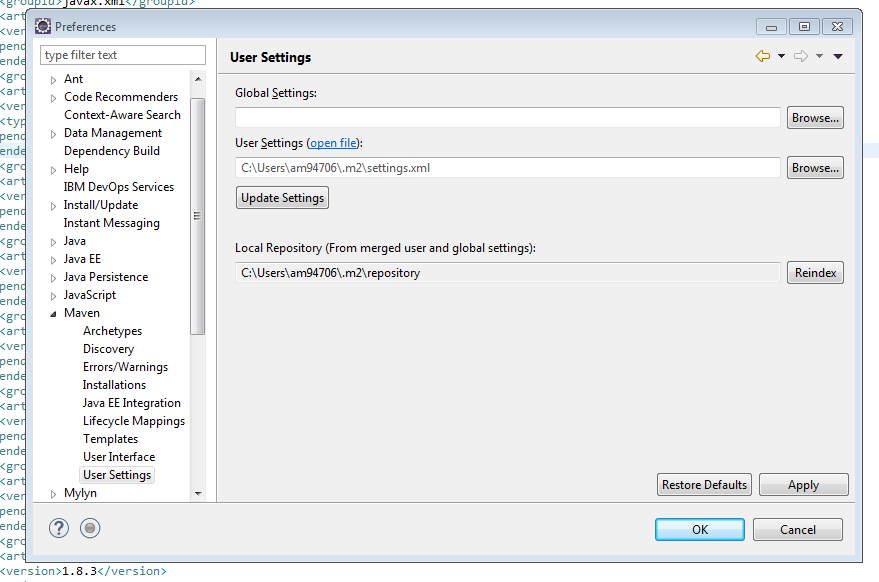 <groupid>javax.xml</groupid>
<art
<ver
pend
ende
<gro
<art
<ver
<typ
pend
ende
<gro
<art
<ver
pend
ende
<gro
<art
<ver
pend
ende
<gro
<art
<ver
pend
ende
<gro
<art
<ver
pend
ende
<gro
<art
<ver
pend
ende
<gro
<art
<version>1.8.3</version>
Preferences
type filter text
Ant
Code Recommenders
Context-Aware Search
Data Management
Dependency Build
Help
IBM DevOps Services
Install/Update
Instant Messaging
Java
Java EE
Java Persistence
JavaScript
Maven
Archetypes
Discovery
Errors/Warnings
Installations
Java EE Integration
Lifecycle Mappings
Templates
User Interface
User Settings
Mylyn
User Settings
Global Settings:
Browse...
User Settings (open file):
C:\Users\am94706\.m2\settings.xml
Browse...
Update Settings
Local Repository (From merged user and global settings):
C:\Users\am94706\.m2\repository
Reindex
Restore Defaults
Apply
?
OK
Cancel